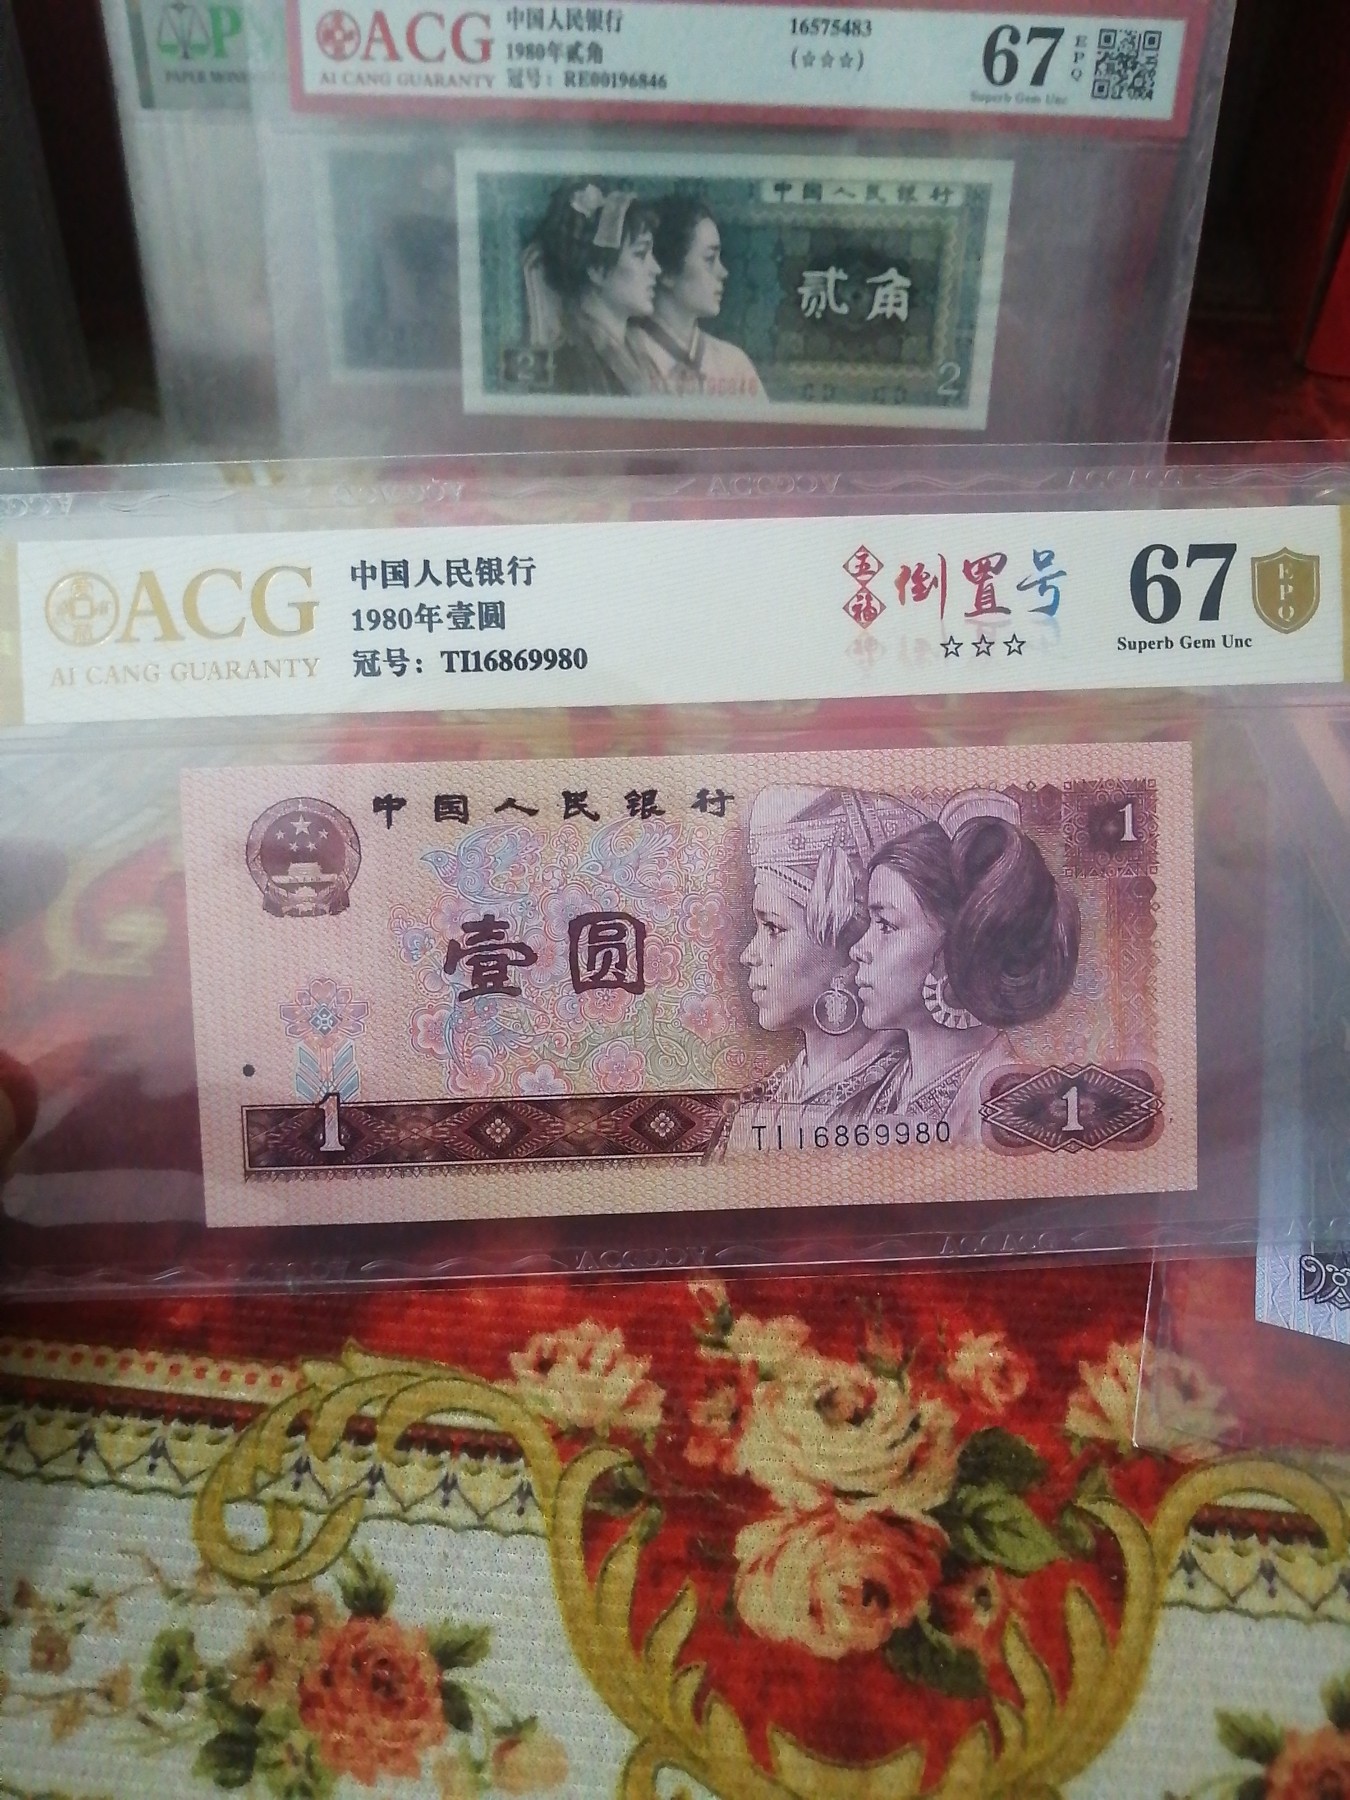 PM
PAPER MONE
ACG
AI CANG GUARANTY
中国人民银行
1980年贰角
冠号：RE00196846
16575483
(☆☆☆)
67
EPQ
Superb Gem Unc
中国人民银行
贰角
2
2
ACG
AI CANG GUARANTY
中国人民银行
1980年壹圆
冠号：TI16869980
五福
倒置号
☆☆☆
67
EPQ
Superb Gem Unc
中国人民银行
1
壹圆
1
1
TI16869980